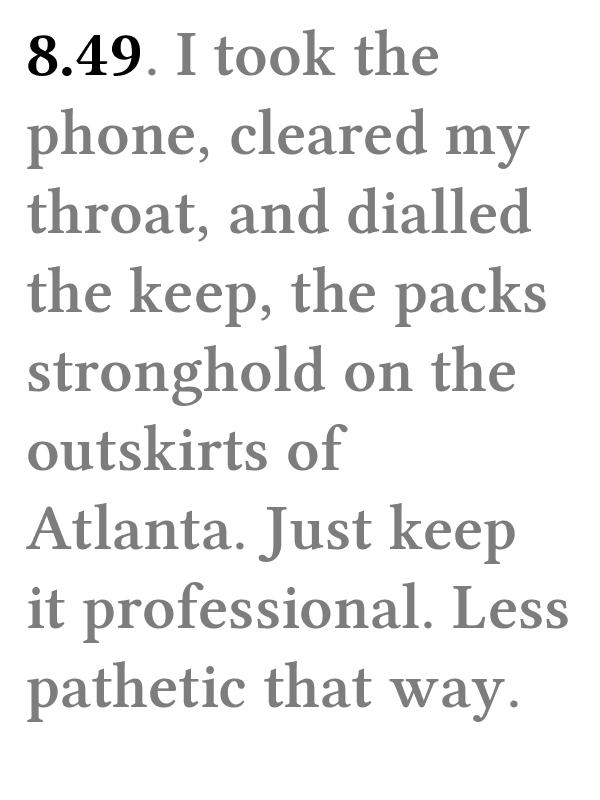 8.49. I took the
phone, cleared my
throat, and dialled
the keep, the packs
stronghold on the
outskirts of
Atlanta. Just keep
it professional. Less
pathetic that way.